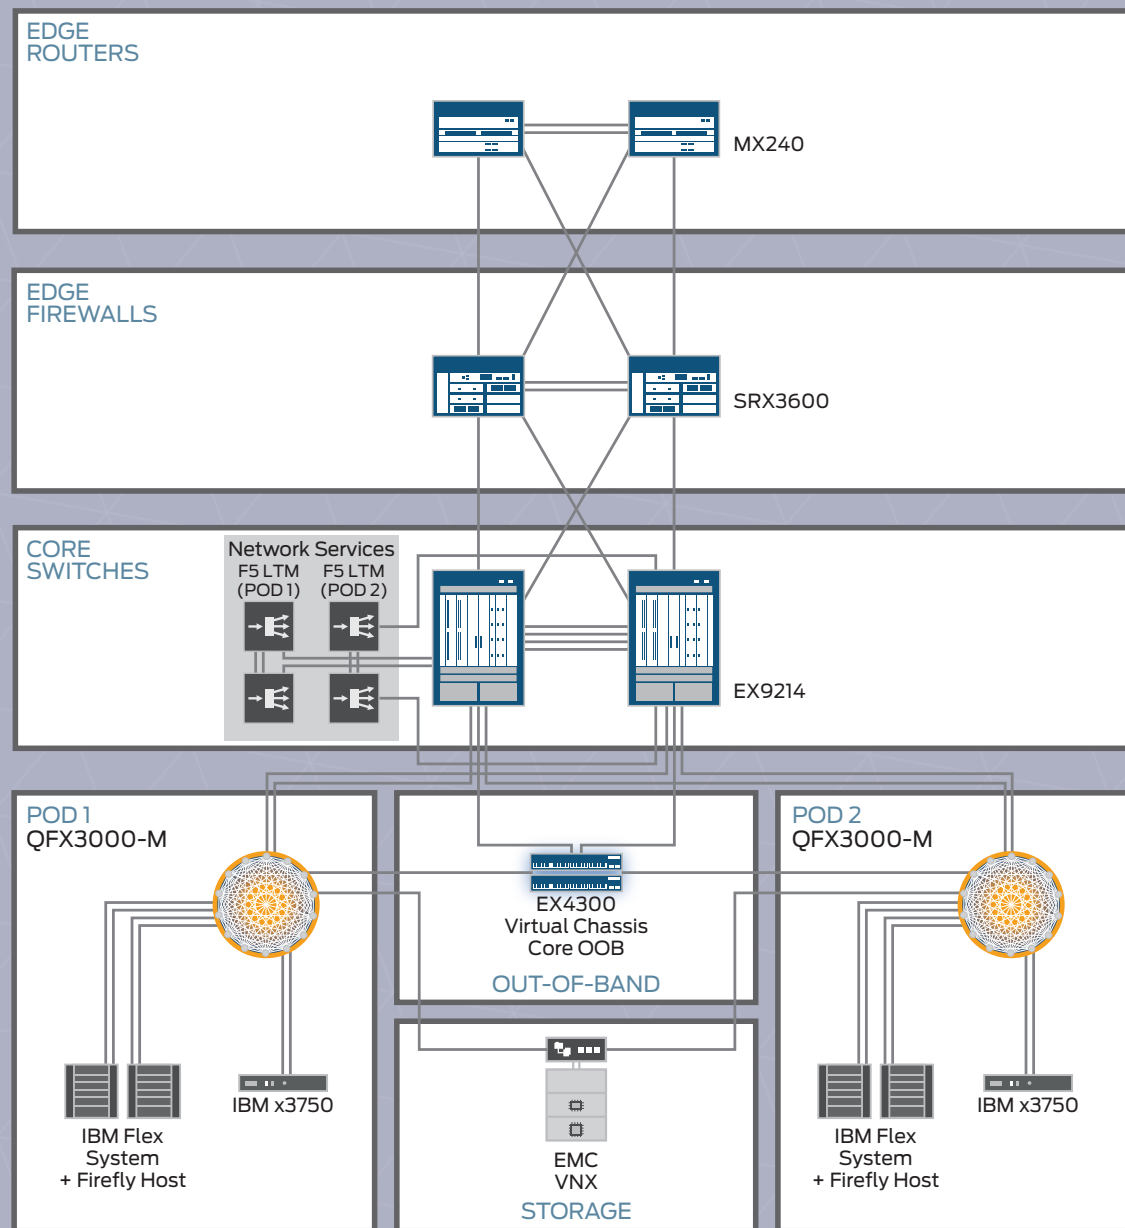 EDGE
ROUTERS
MX240
EDGE
FIREWALLS
SRX3600
CORE
SWITCHES
Network Services
F5 LTM
(POD 1)
F5 LTM
(POD 2)
EX9214
POD 1
QFX3000-M
IBM Flex
System
+ Firefly Host
IBM x3750
EX4300
Virtual Chassis
Core OOB
OUT-OF-BAND
EMC
VNX
STORAGE
POD 2
QFX3000-M
IBM Flex
System
+ Firefly Host
IBM x3750